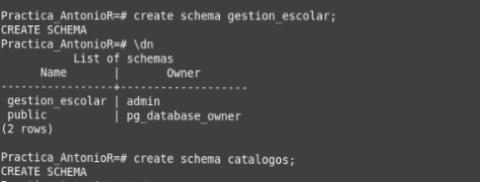 Practica_AntonioR=# create schema gestion_escolar;
CREATE SCHEMA
Practica_AntonioR=# \dn
List of schemas
Name | Owner
-----------------+-------------------
gestion_escolar | admin
public | pg_database_owner
(2 rows)
Practica_AntonioR=# create schema catalogos;
CREATE SCHEMA